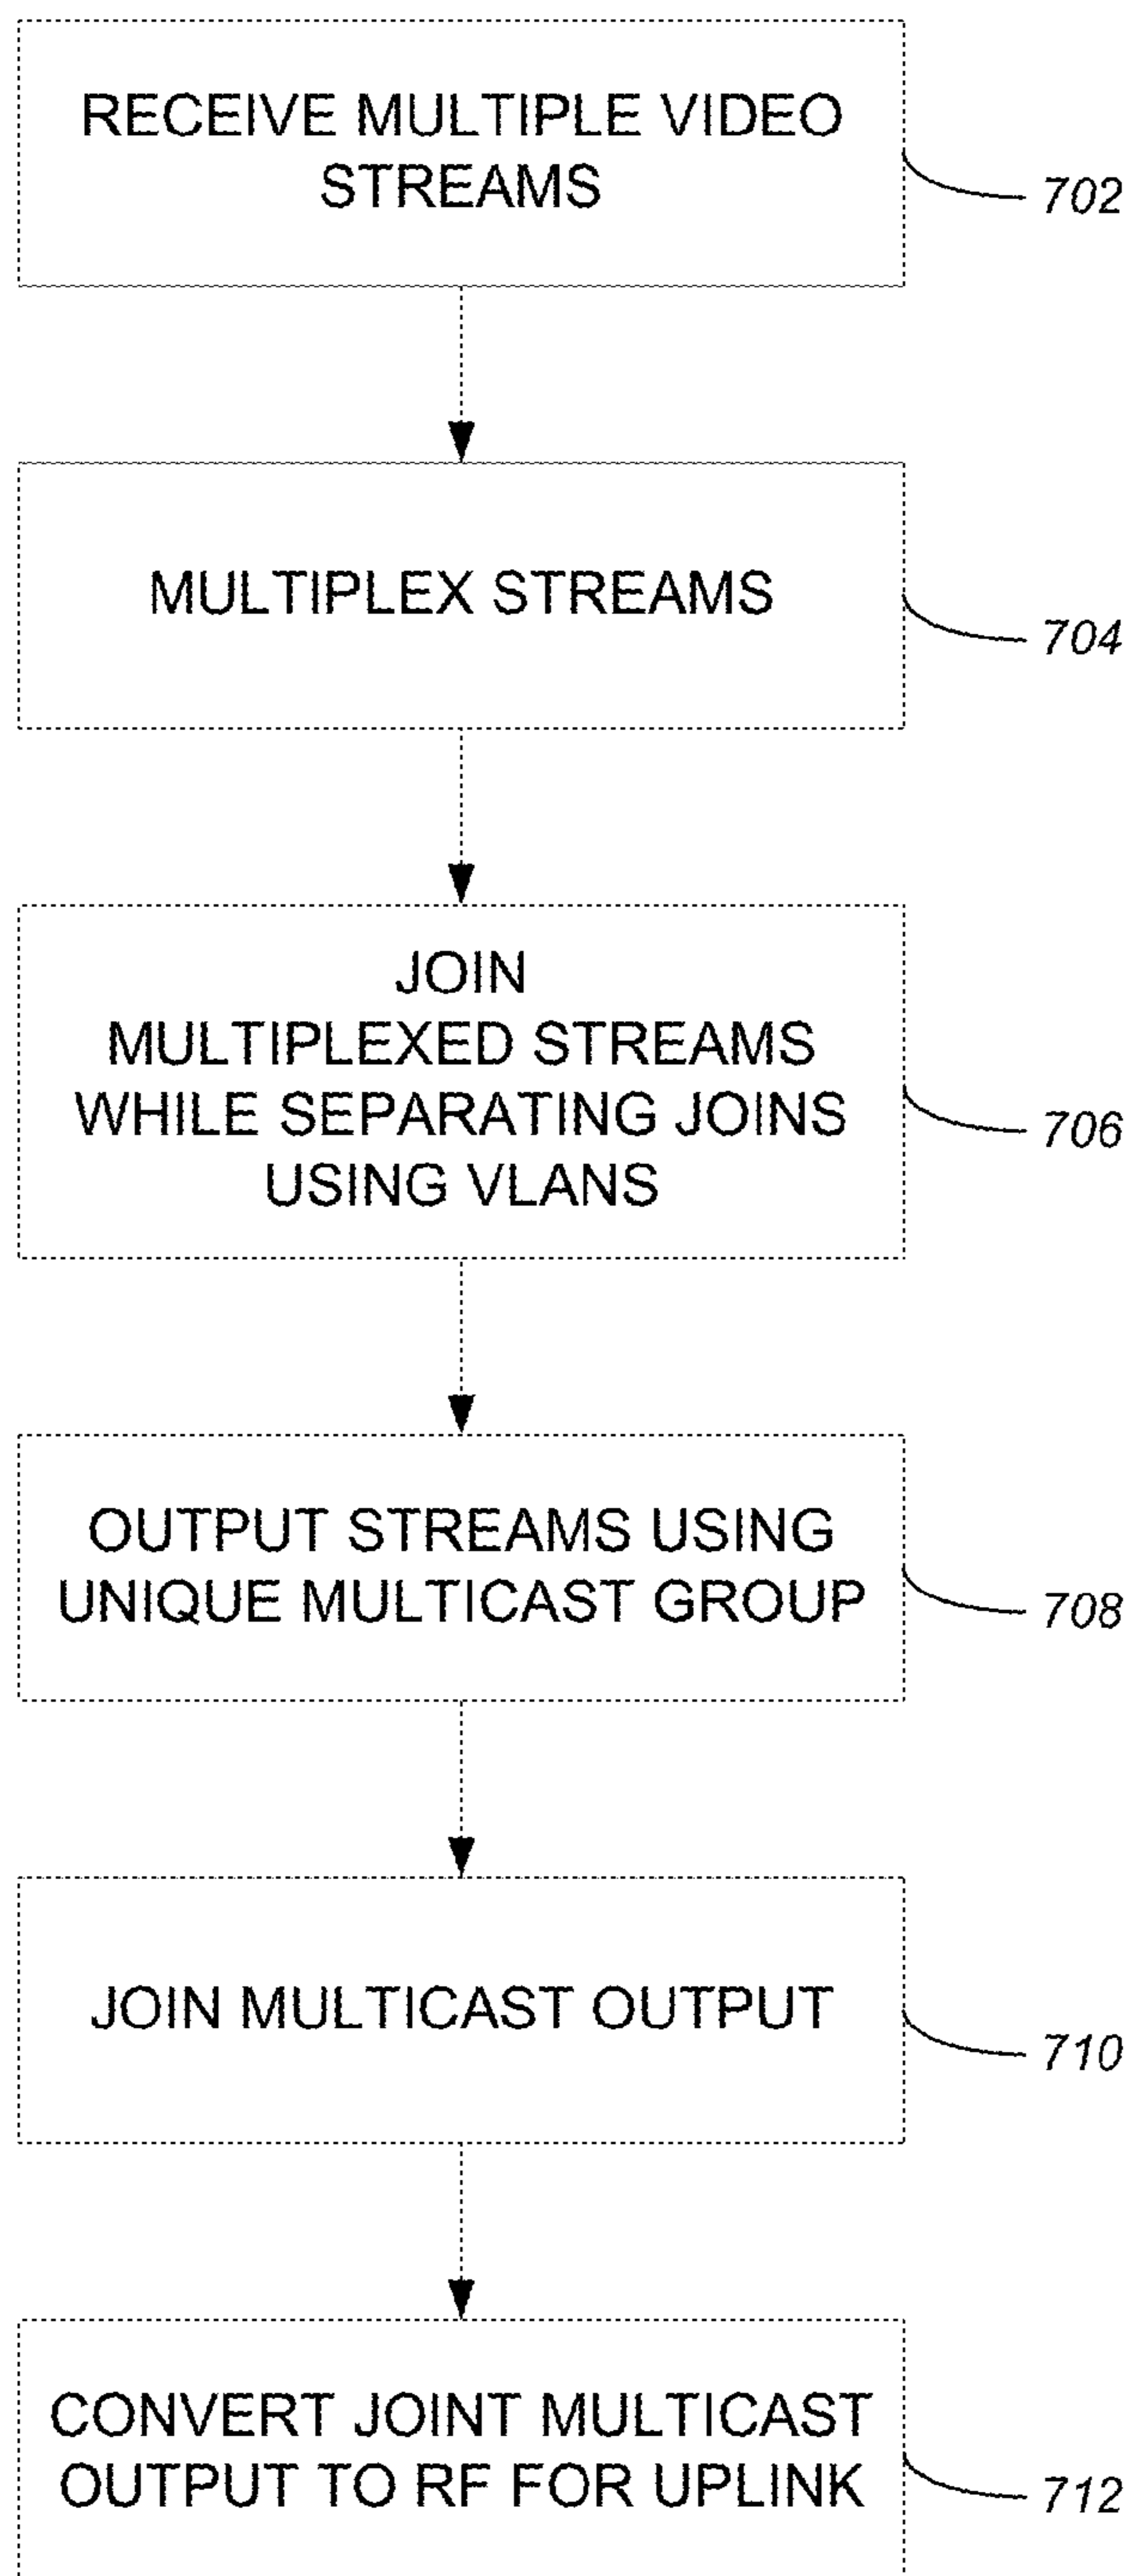 RECEIVE MULTIPLE VIDEO
STREAMS
702
MULTIPLEX STREAMS
704
JOIN
MULTIPLEXED STREAMS
WHILE SEPARATING JOINS
USING VLANS
706
OUTPUT STREAMS USING
UNIQUE MULTICAST GROUP
708
JOIN MULTICAST OUTPUT
710
CONVERT JOINT MULTICAST
OUTPUT TO RF FOR UPLINK
712